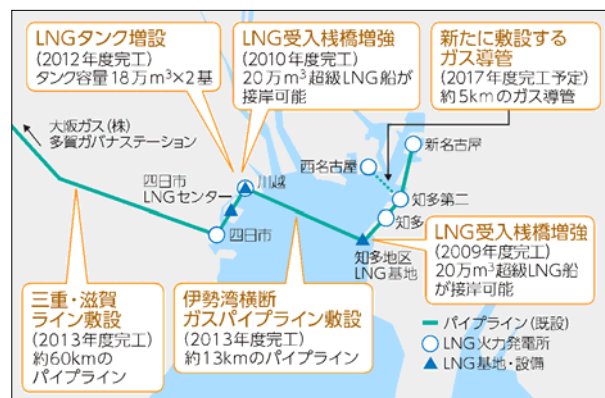 LNGタンク増設
(2012年度完工)
タンク容量18万m³×2基
LNG受入桟橋増強
(2010年度完工)
20万m³超級LNG船が
接岸可能
新たに敷設する
ガス導管
(2017年度完工予定)
約5kmのガス導管
大阪ガス(株)
多賀ガバナステーション
新名古屋
西名古屋
四日市
LNGセンター
川越
知多第二
知多
四日市
知多地区
LNG基地
LNG受入桟橋増強
(2009年度完工)
20万m³超級LNG船
が接岸可能
三重・滋賀
ライン敷設
(2013年度完工)
約60kmの
パイプライン
伊勢湾横断
ガスパイプライン敷設
(2013年度完工)
約13kmのパイプライン
パイプライン(既設)
LNG火力発電所
LNG基地・設備